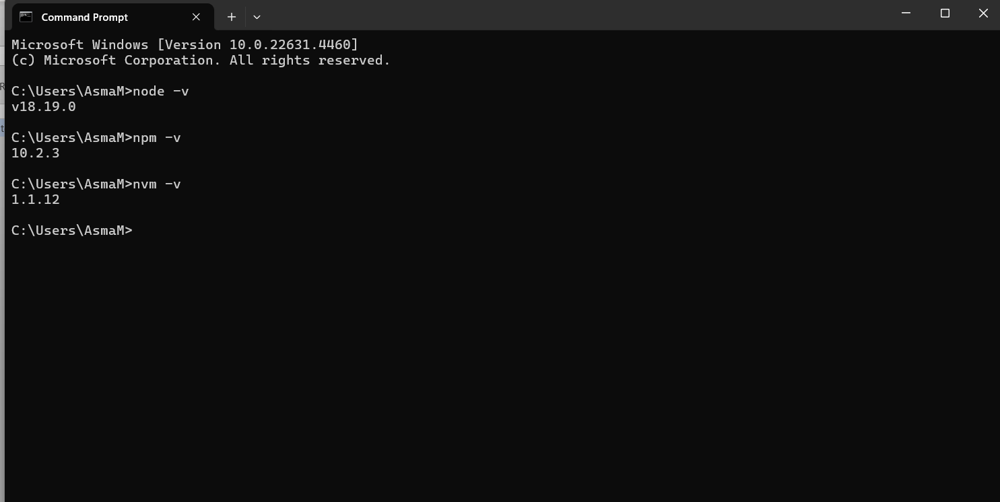 Command Prompt
Microsoft Windows [Version 10.0.22631.4460]
(c) Microsoft Corporation. All rights reserved.
C:\Users\AsmaM>node -v
v18.19.0
C:\Users\AsmaM>npm -v
10.2.3
C:\Users\AsmaM>nvm -v
1.1.12
C:\Users\AsmaM>